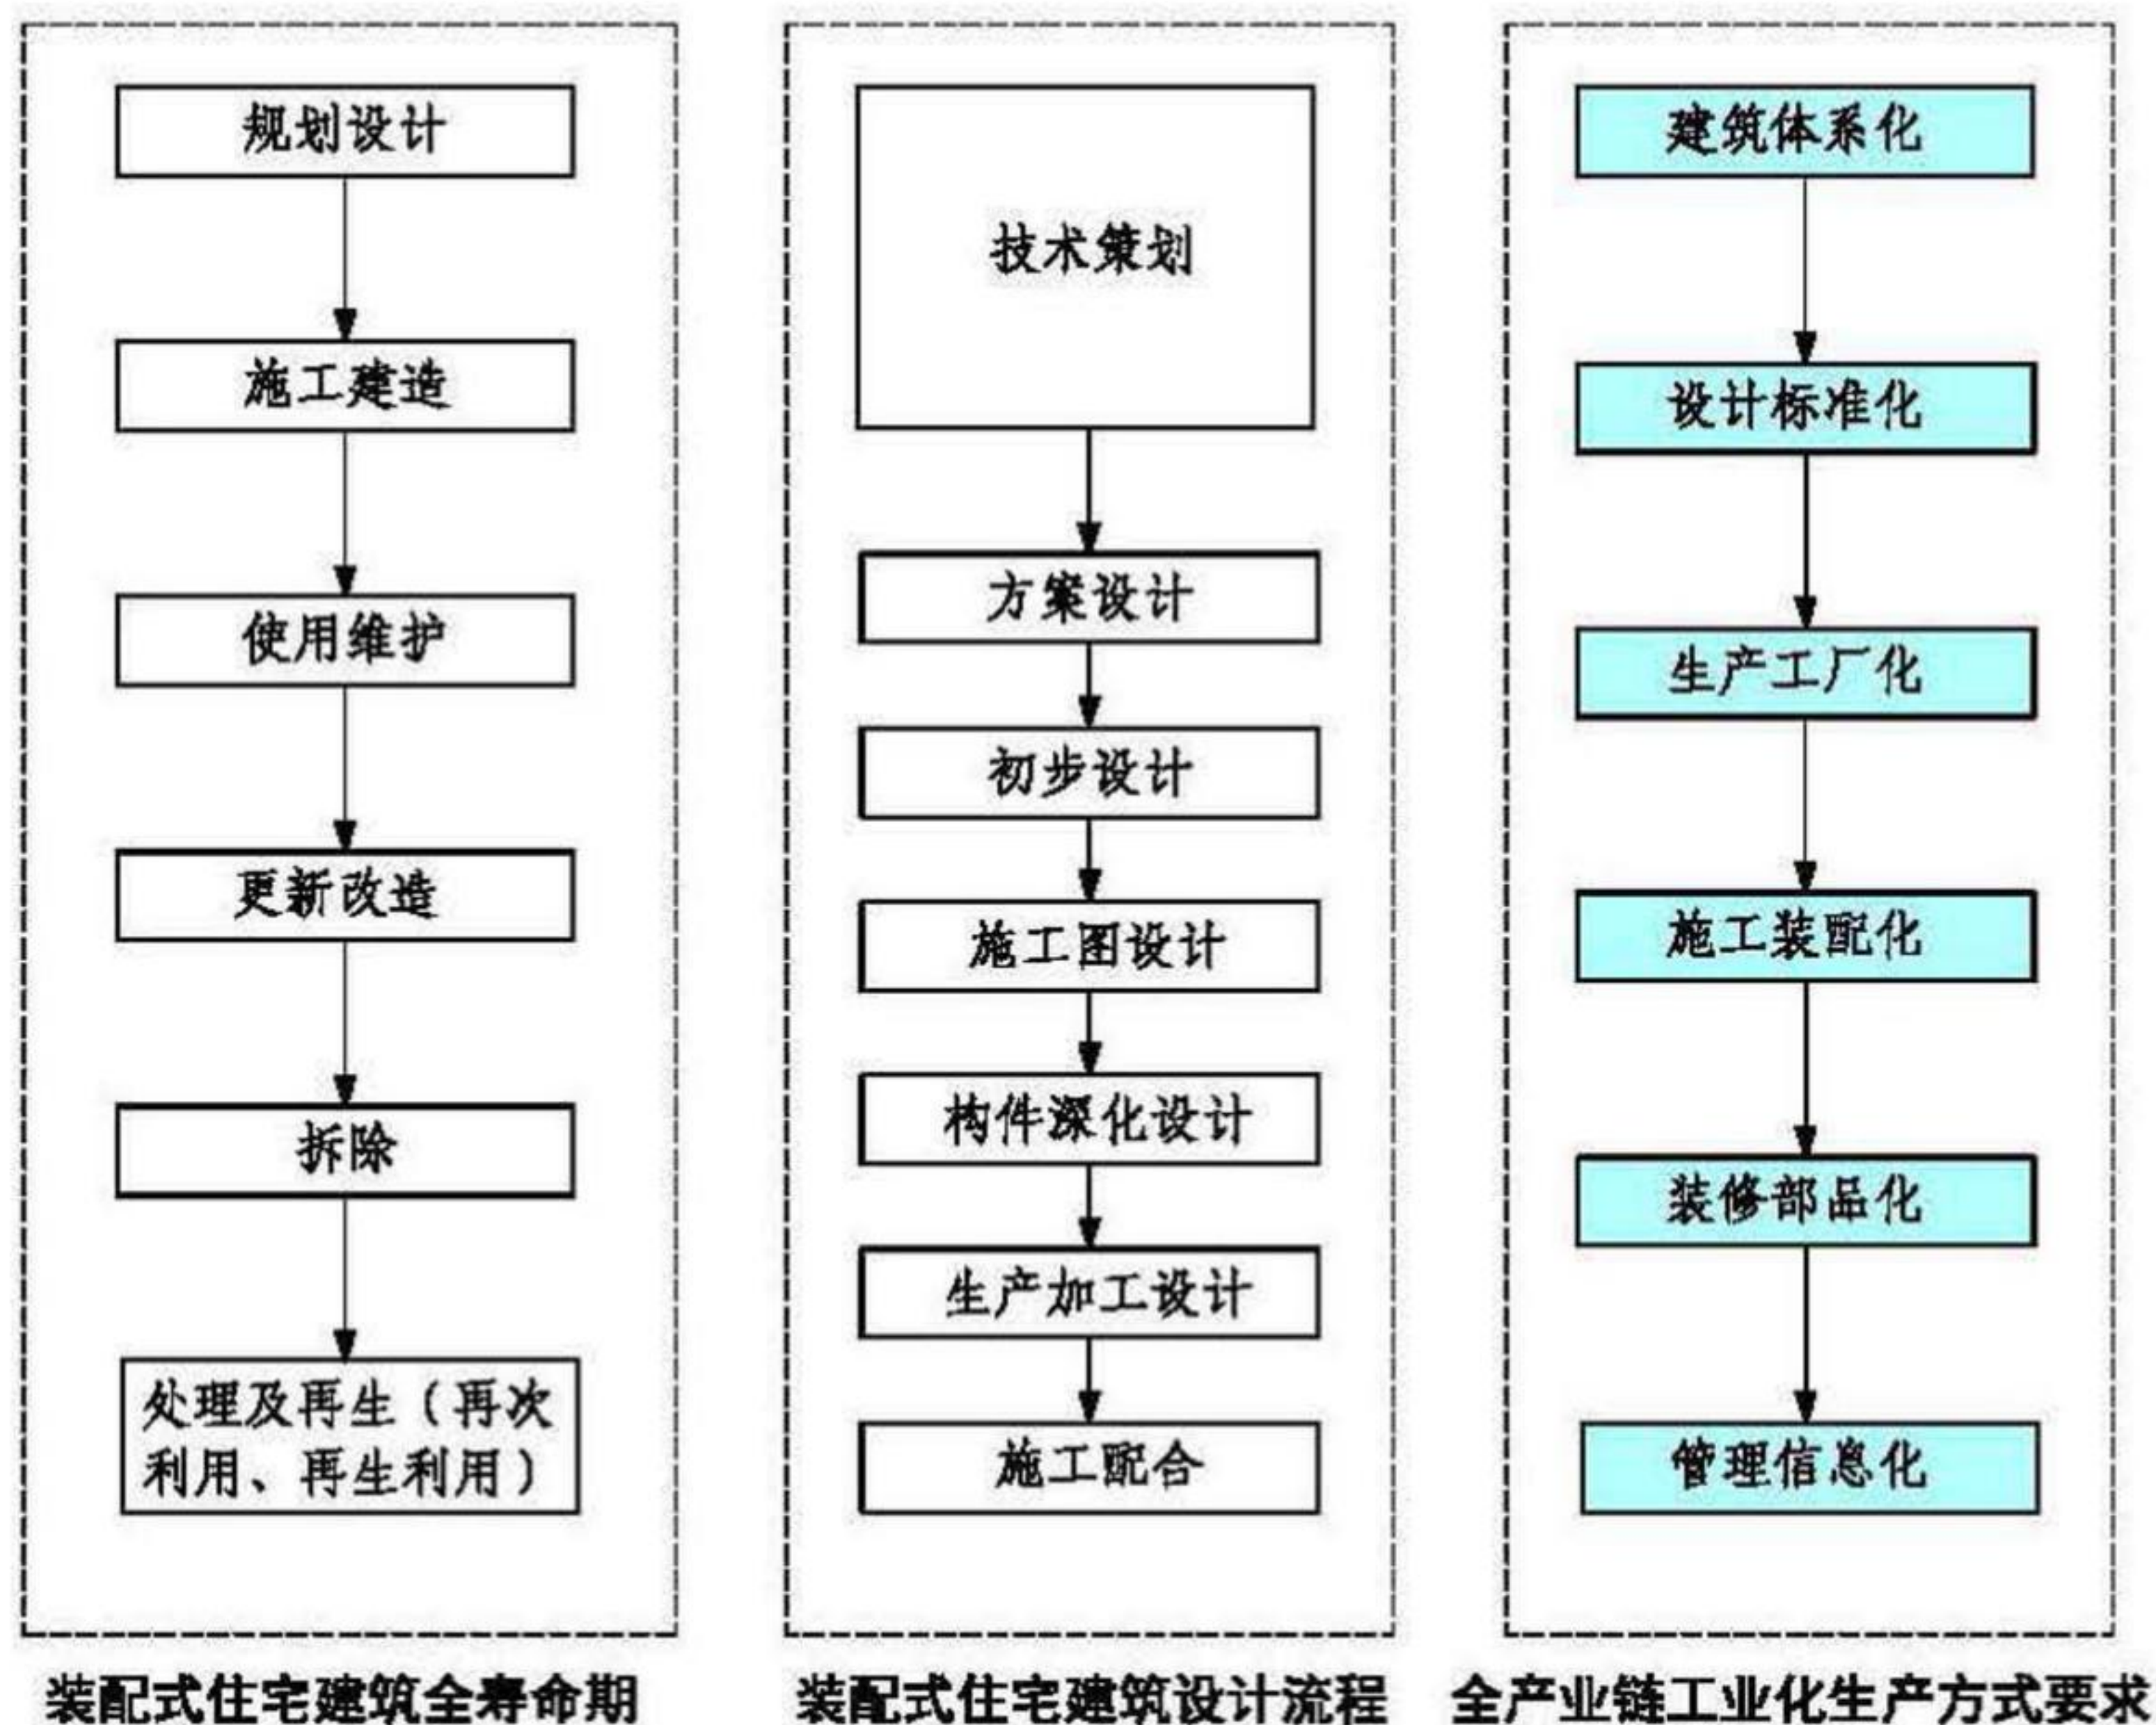 规划设计
施工建造
使用维护
更新改造
拆除
处理及再生（再次
利用、再生利用）
装配式住宅建筑全寿命期
技术策划
方案设计
初步设计
施工图设计
构件深化设计
生产加工设计
施工配合
装配式住宅建筑设计流程
建筑体系化
设计标准化
生产工厂化
施工装配化
装修部品化
管理信息化
全产业链工业化生产方式要求